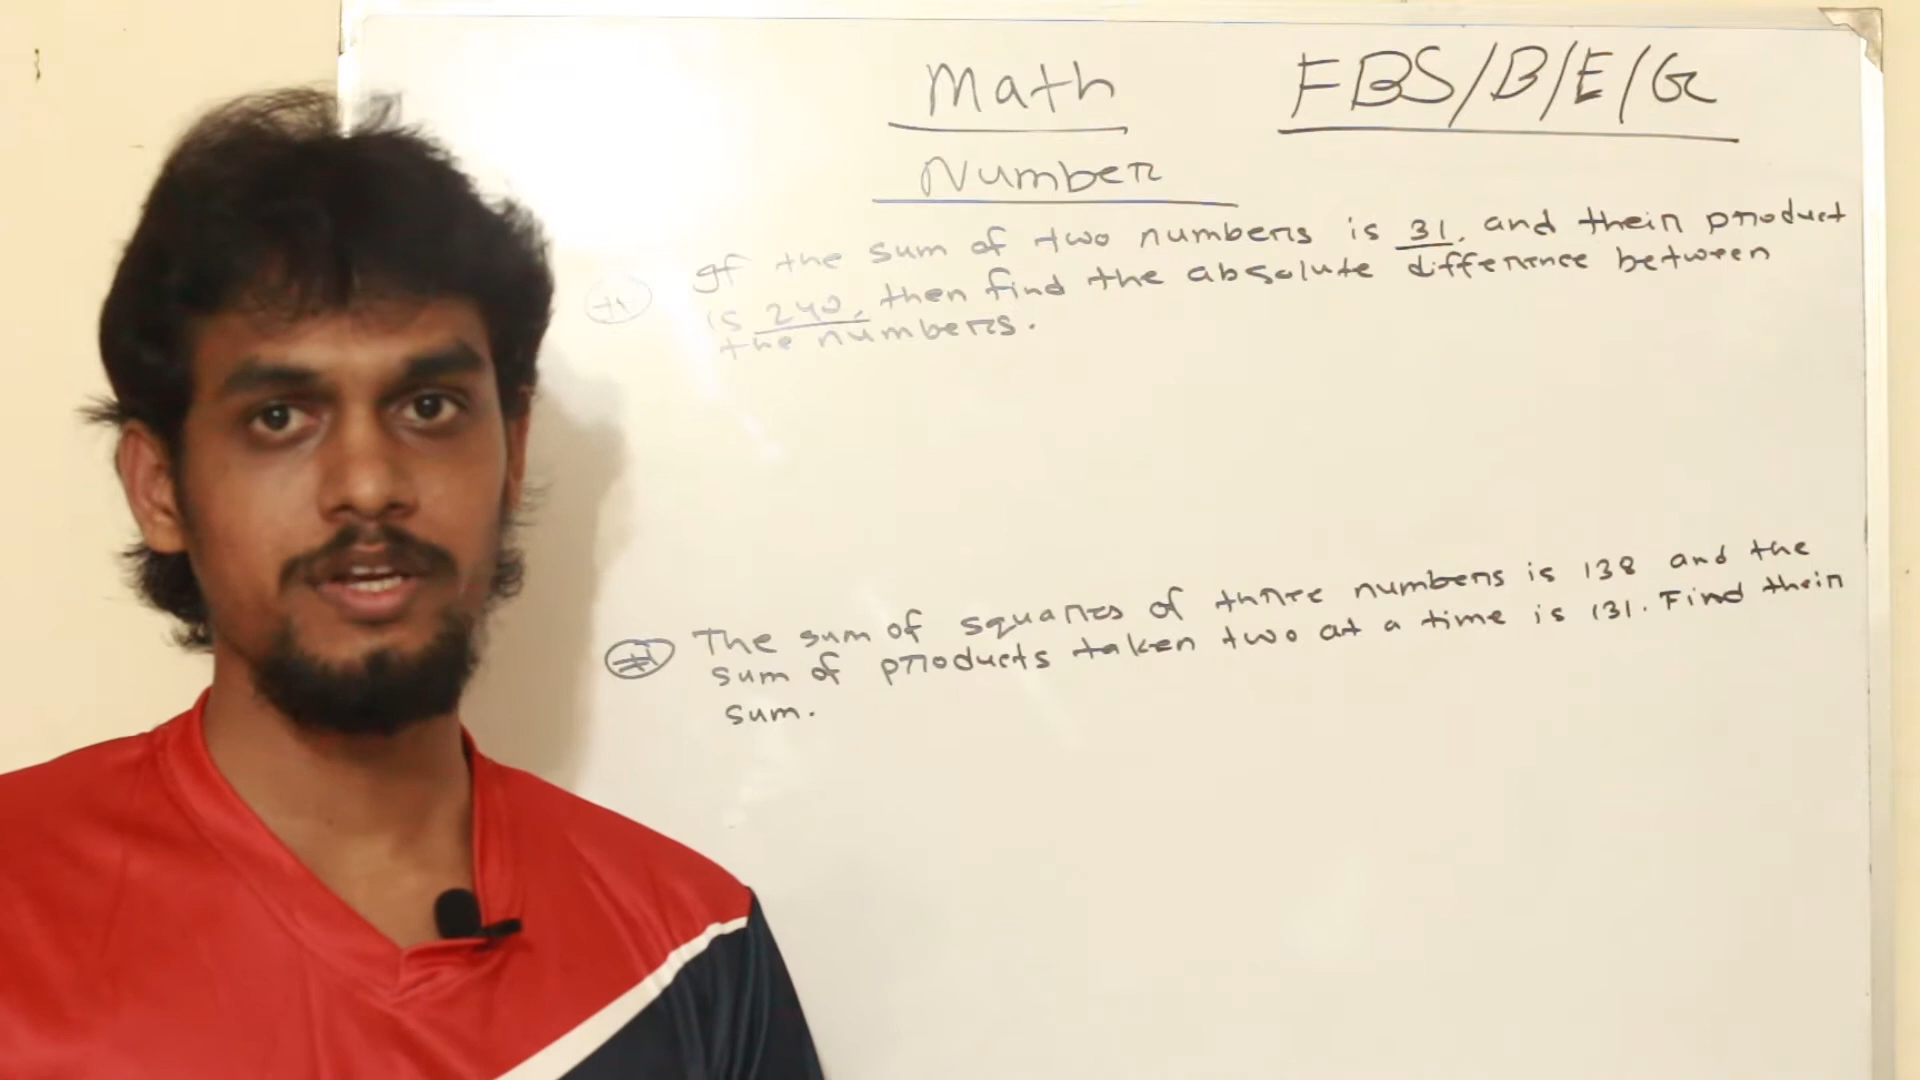 Math
FBS/B/E/G
Number
If the sum of two numbers is 31, and their product
is 240, then find the absolute difference between
the numbers.
The sum of squares of three numbers is 138 and the
sum of products taken two at a time is 131. Find their
sum.